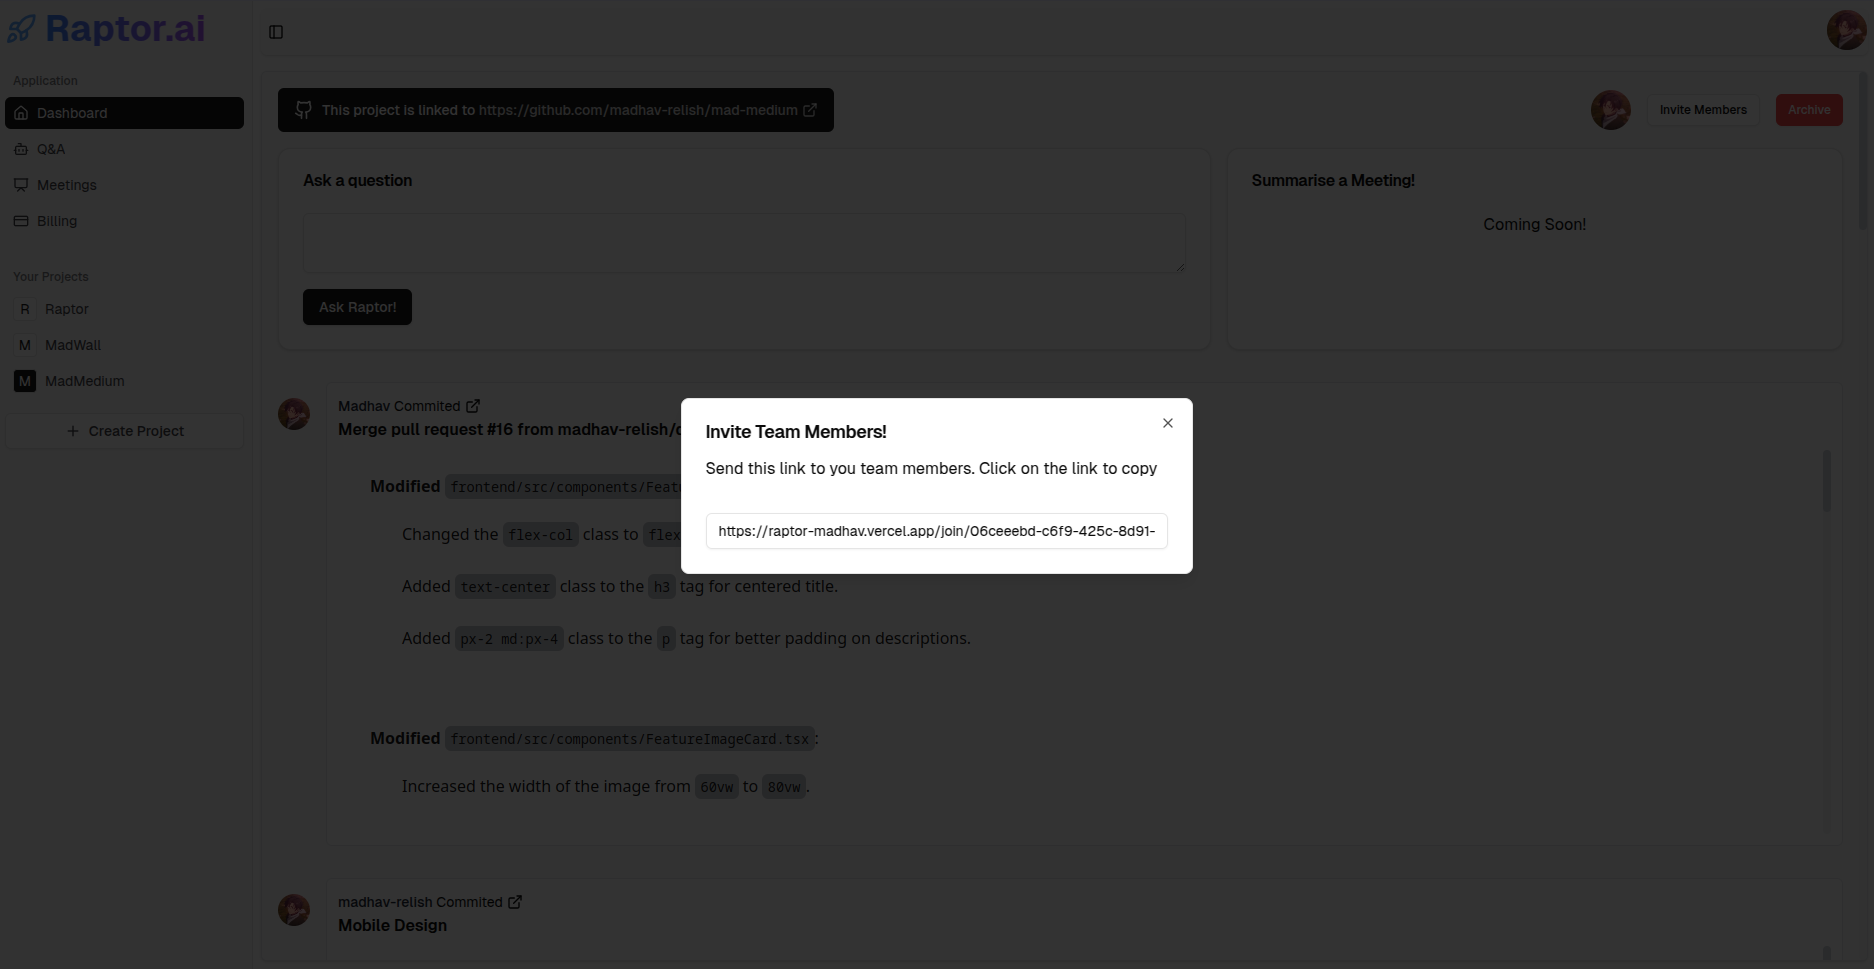 Raptor.ai
Application
Dashboard
Q&A
Meetings
Billing
Your Projects
R Raptor
M MadWall
M MadMedium
+ Create Project
This project is linked to https://github.com/madhav-relish/mad-medium
Invite Members
Archive
Ask a question
Ask Raptor!
Summarise a Meeting!
Coming Soon!
Madhav Commited
Merge pull request #16 from madhav-relish/
Modified frontend/src/components/Featu
Changed the flex-col class to flex
Added text-center class to the h3 tag for centered title.
Added px-2 md:px-4 class to the p tag for better padding on descriptions.
Modified frontend/src/components/FeatureImageCard.tsx:
Increased the width of the image from 60vw to 80vw.
madhav-relish Commited
Mobile Design
Invite Team Members!
Send this link to you team members. Click on the link to copy
https://raptor-madhav.vercel.app/join/06ceeebd-c6f9-425c-8d91-